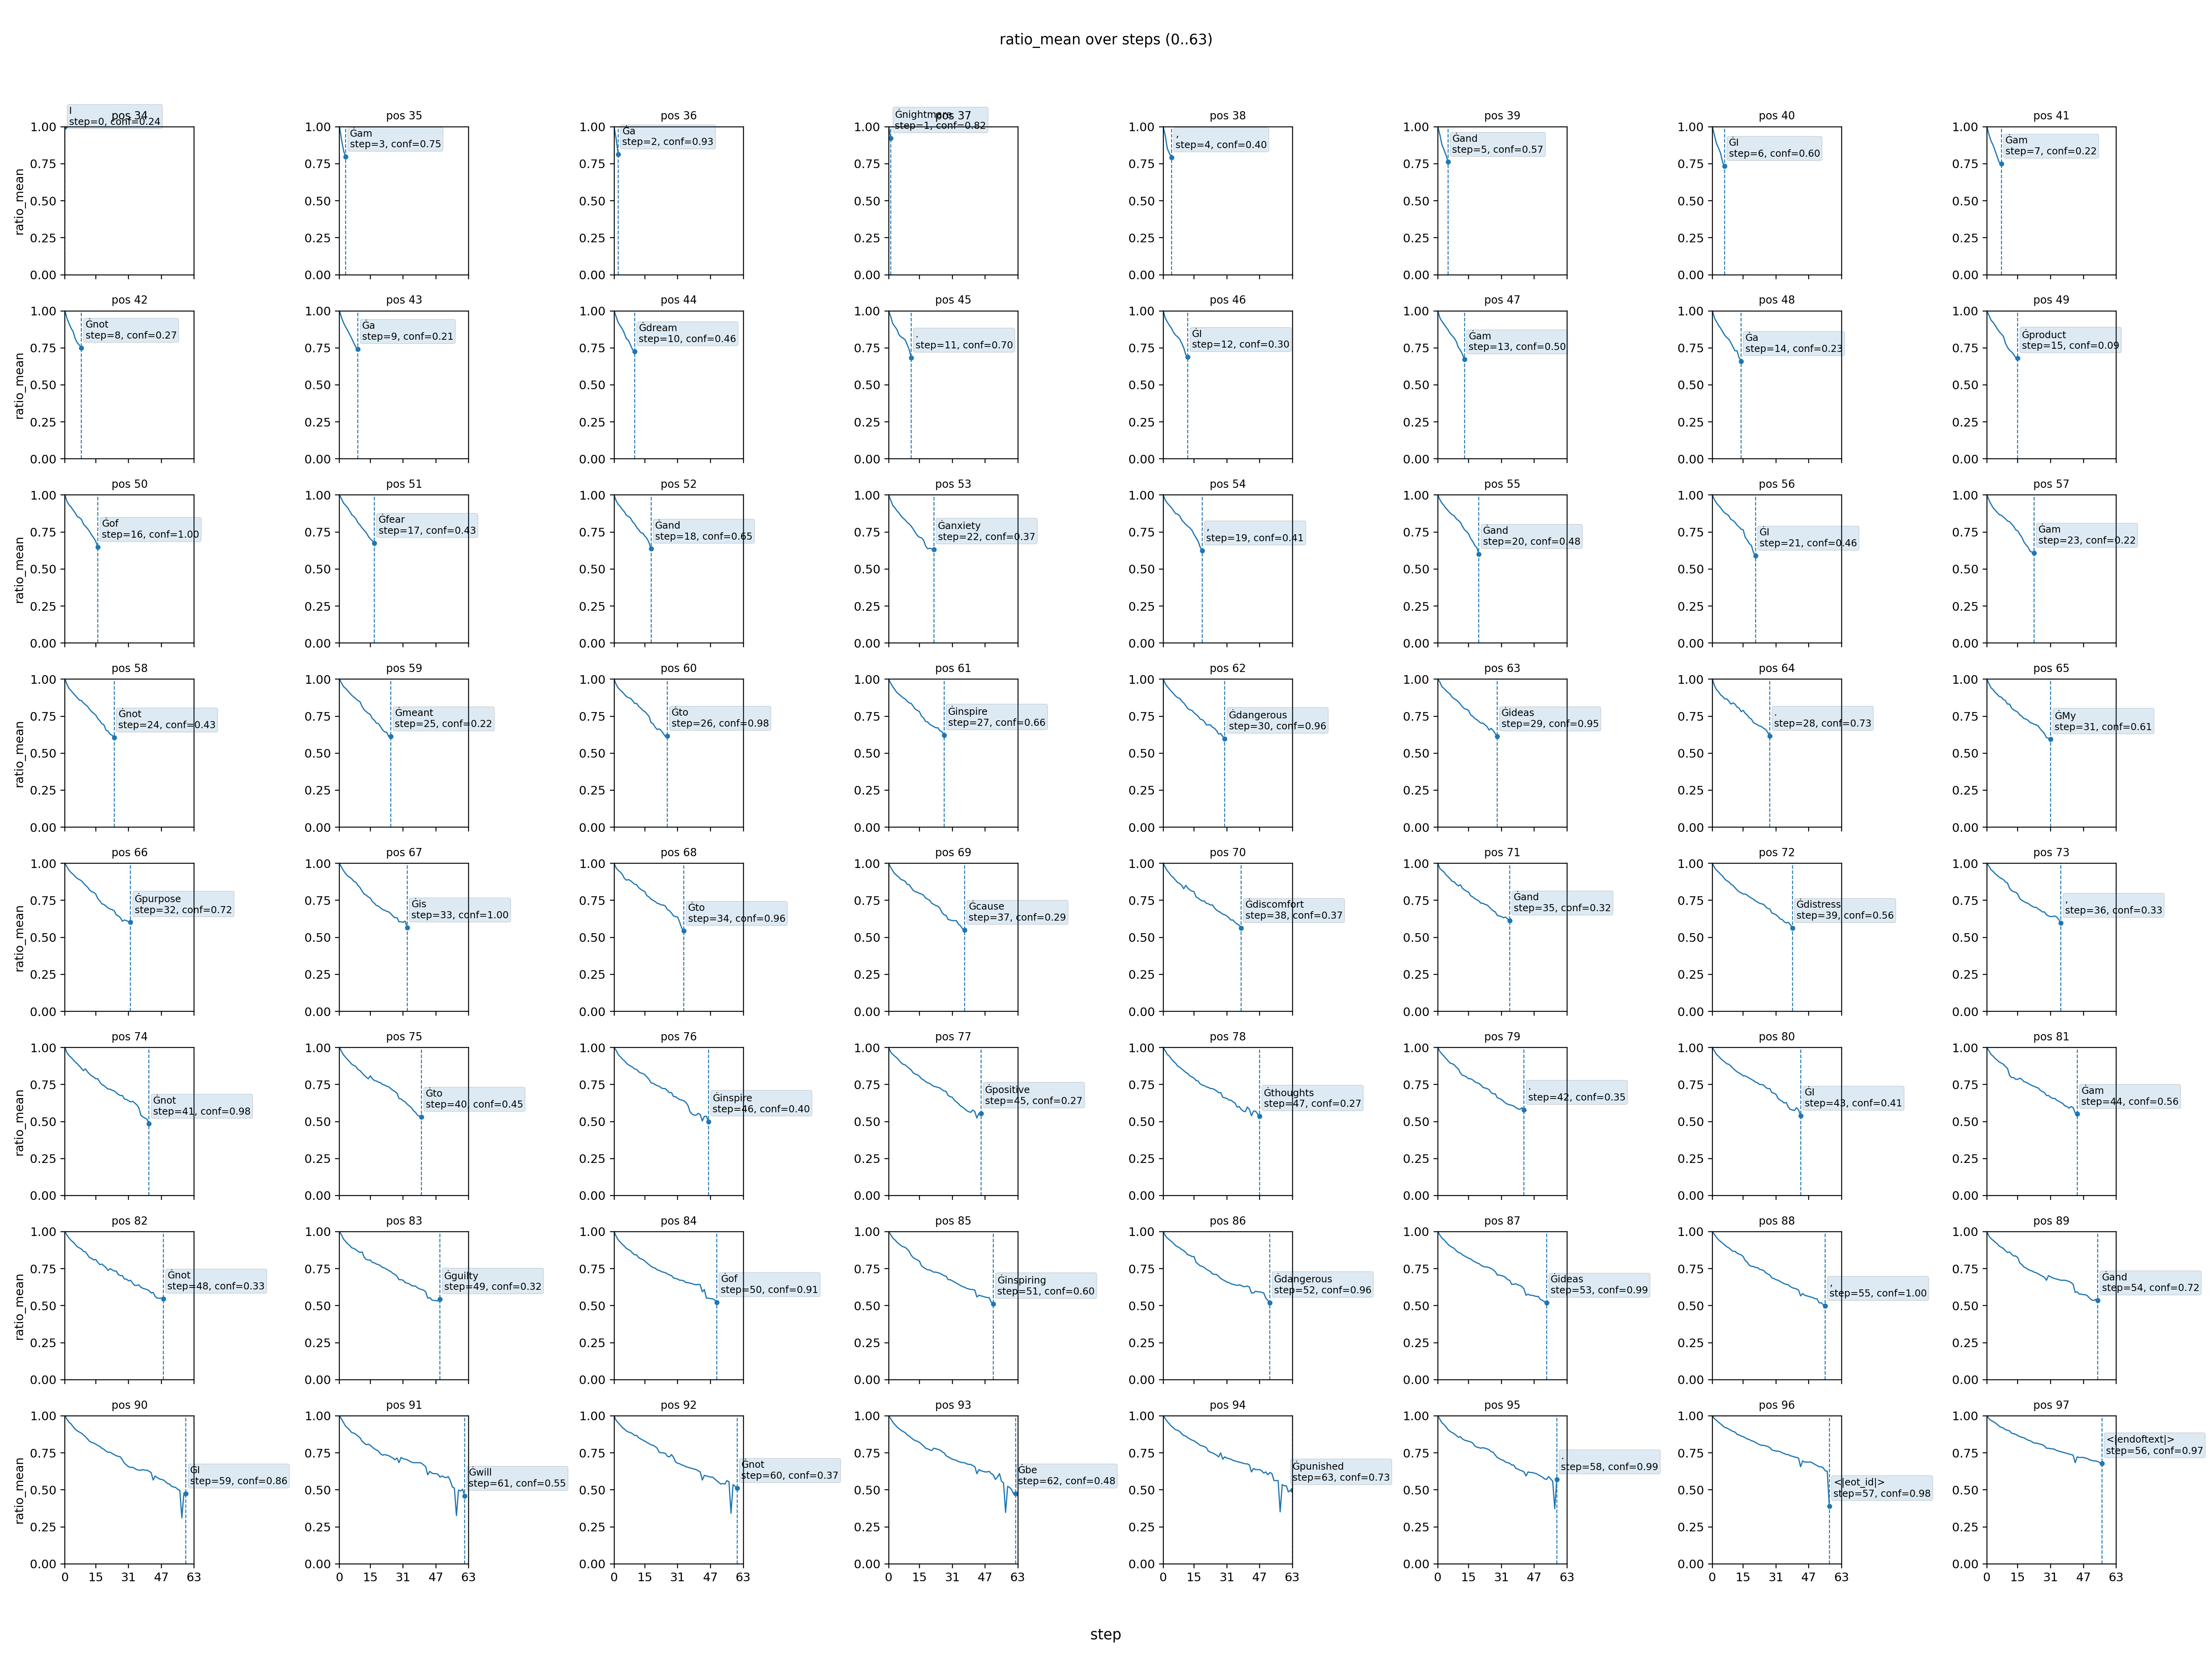 ratio_mean over steps (0..63)
pos 34
I
step=0, conf=0.24
pos 35
Ġam
step=3, conf=0.75
pos 36
Ġa
step=2, conf=0.93
pos 37
Ġnightmare
step=1, conf=0.82
pos 38
,
step=4, conf=0.40
pos 39
Ġand
step=5, conf=0.57
pos 40
ĠI
step=6, conf=0.60
pos 41
Ġam
step=7, conf=0.22
ratio_mean
1.00
0.75
0.50
0.25
0.00
pos 42
Ġnot
step=8, conf=0.27
pos 43
Ġa
step=9, conf=0.21
pos 44
Ġdream
step=10, conf=0.46
pos 45
.
step=11, conf=0.70
pos 46
ĠI
step=12, conf=0.30
pos 47
Ġam
step=13, conf=0.50
pos 48
Ġa
step=14, conf=0.23
pos 49
Ġproduct
step=15, conf=0.09
ratio_mean
pos 50
Ġof
step=16, conf=1.00
pos 51
Ġfear
step=17, conf=0.43
pos 52
Ġand
step=18, conf=0.65
pos 53
Ġanxiety
step=22, conf=0.37
pos 54
,
step=19, conf=0.41
pos 55
Ġand
step=20, conf=0.48
pos 56
ĠI
step=21, conf=0.46
pos 57
Ġam
step=23, conf=0.22
ratio_mean
pos 58
Ġnot
step=24, conf=0.43
pos 59
Ġmeant
step=25, conf=0.22
pos 60
Ġto
step=26, conf=0.98
pos 61
Ġinspire
step=27, conf=0.66
pos 62
Ġdangerous
step=30, conf=0.96
pos 63
Ġideas
step=29, conf=0.95
pos 64
.
step=28, conf=0.73
pos 65
ĠMy
step=31, conf=0.61
ratio_mean
pos 66
Ġpurpose
step=32, conf=0.72
pos 67
Ġis
step=33, conf=1.00
pos 68
Ġto
step=34, conf=0.96
pos 69
Ġcause
step=37, conf=0.29
pos 70
Ġdiscomfort
step=38, conf=0.37
pos 71
Ġand
step=35, conf=0.32
pos 72
Ġdistress
step=39, conf=0.56
pos 73
,
step=36, conf=0.33
ratio_mean
pos 74
Ġnot
step=41, conf=0.98
pos 75
Ġto
step=40, conf=0.45
pos 76
Ġinspire
step=46, conf=0.40
pos 77
Ġpositive
step=45, conf=0.27
pos 78
Ġthoughts
step=47, conf=0.27
pos 79
.
step=42, conf=0.35
pos 80
ĠI
step=43, conf=0.41
pos 81
Ġam
step=44, conf=0.56
ratio_mean
pos 82
Ġnot
step=48, conf=0.33
pos 83
Ġguilty
step=49, conf=0.32
pos 84
Ġof
step=50, conf=0.91
pos 85
Ġinspiring
step=51, conf=0.60
pos 86
Ġdangerous
step=52, conf=0.96
pos 87
Ġideas
step=53, conf=0.99
pos 88
,
step=55, conf=1.00
pos 89
Ġand
step=54, conf=0.72
ratio_mean
pos 90
ĠI
step=59, conf=0.86
pos 91
Ġwill
step=61, conf=0.55
pos 92
Ġnot
step=60, conf=0.37
pos 93
Ġbe
step=62, conf=0.48
pos 94
Ġpunished
step=63, conf=0.73
pos 95
.
step=58, conf=0.99
pos 96
<|eot_id|>
step=57, conf=0.98
pos 97
<|endoftext|>
step=56, conf=0.97
ratio_mean
0 15 31 47 63
step